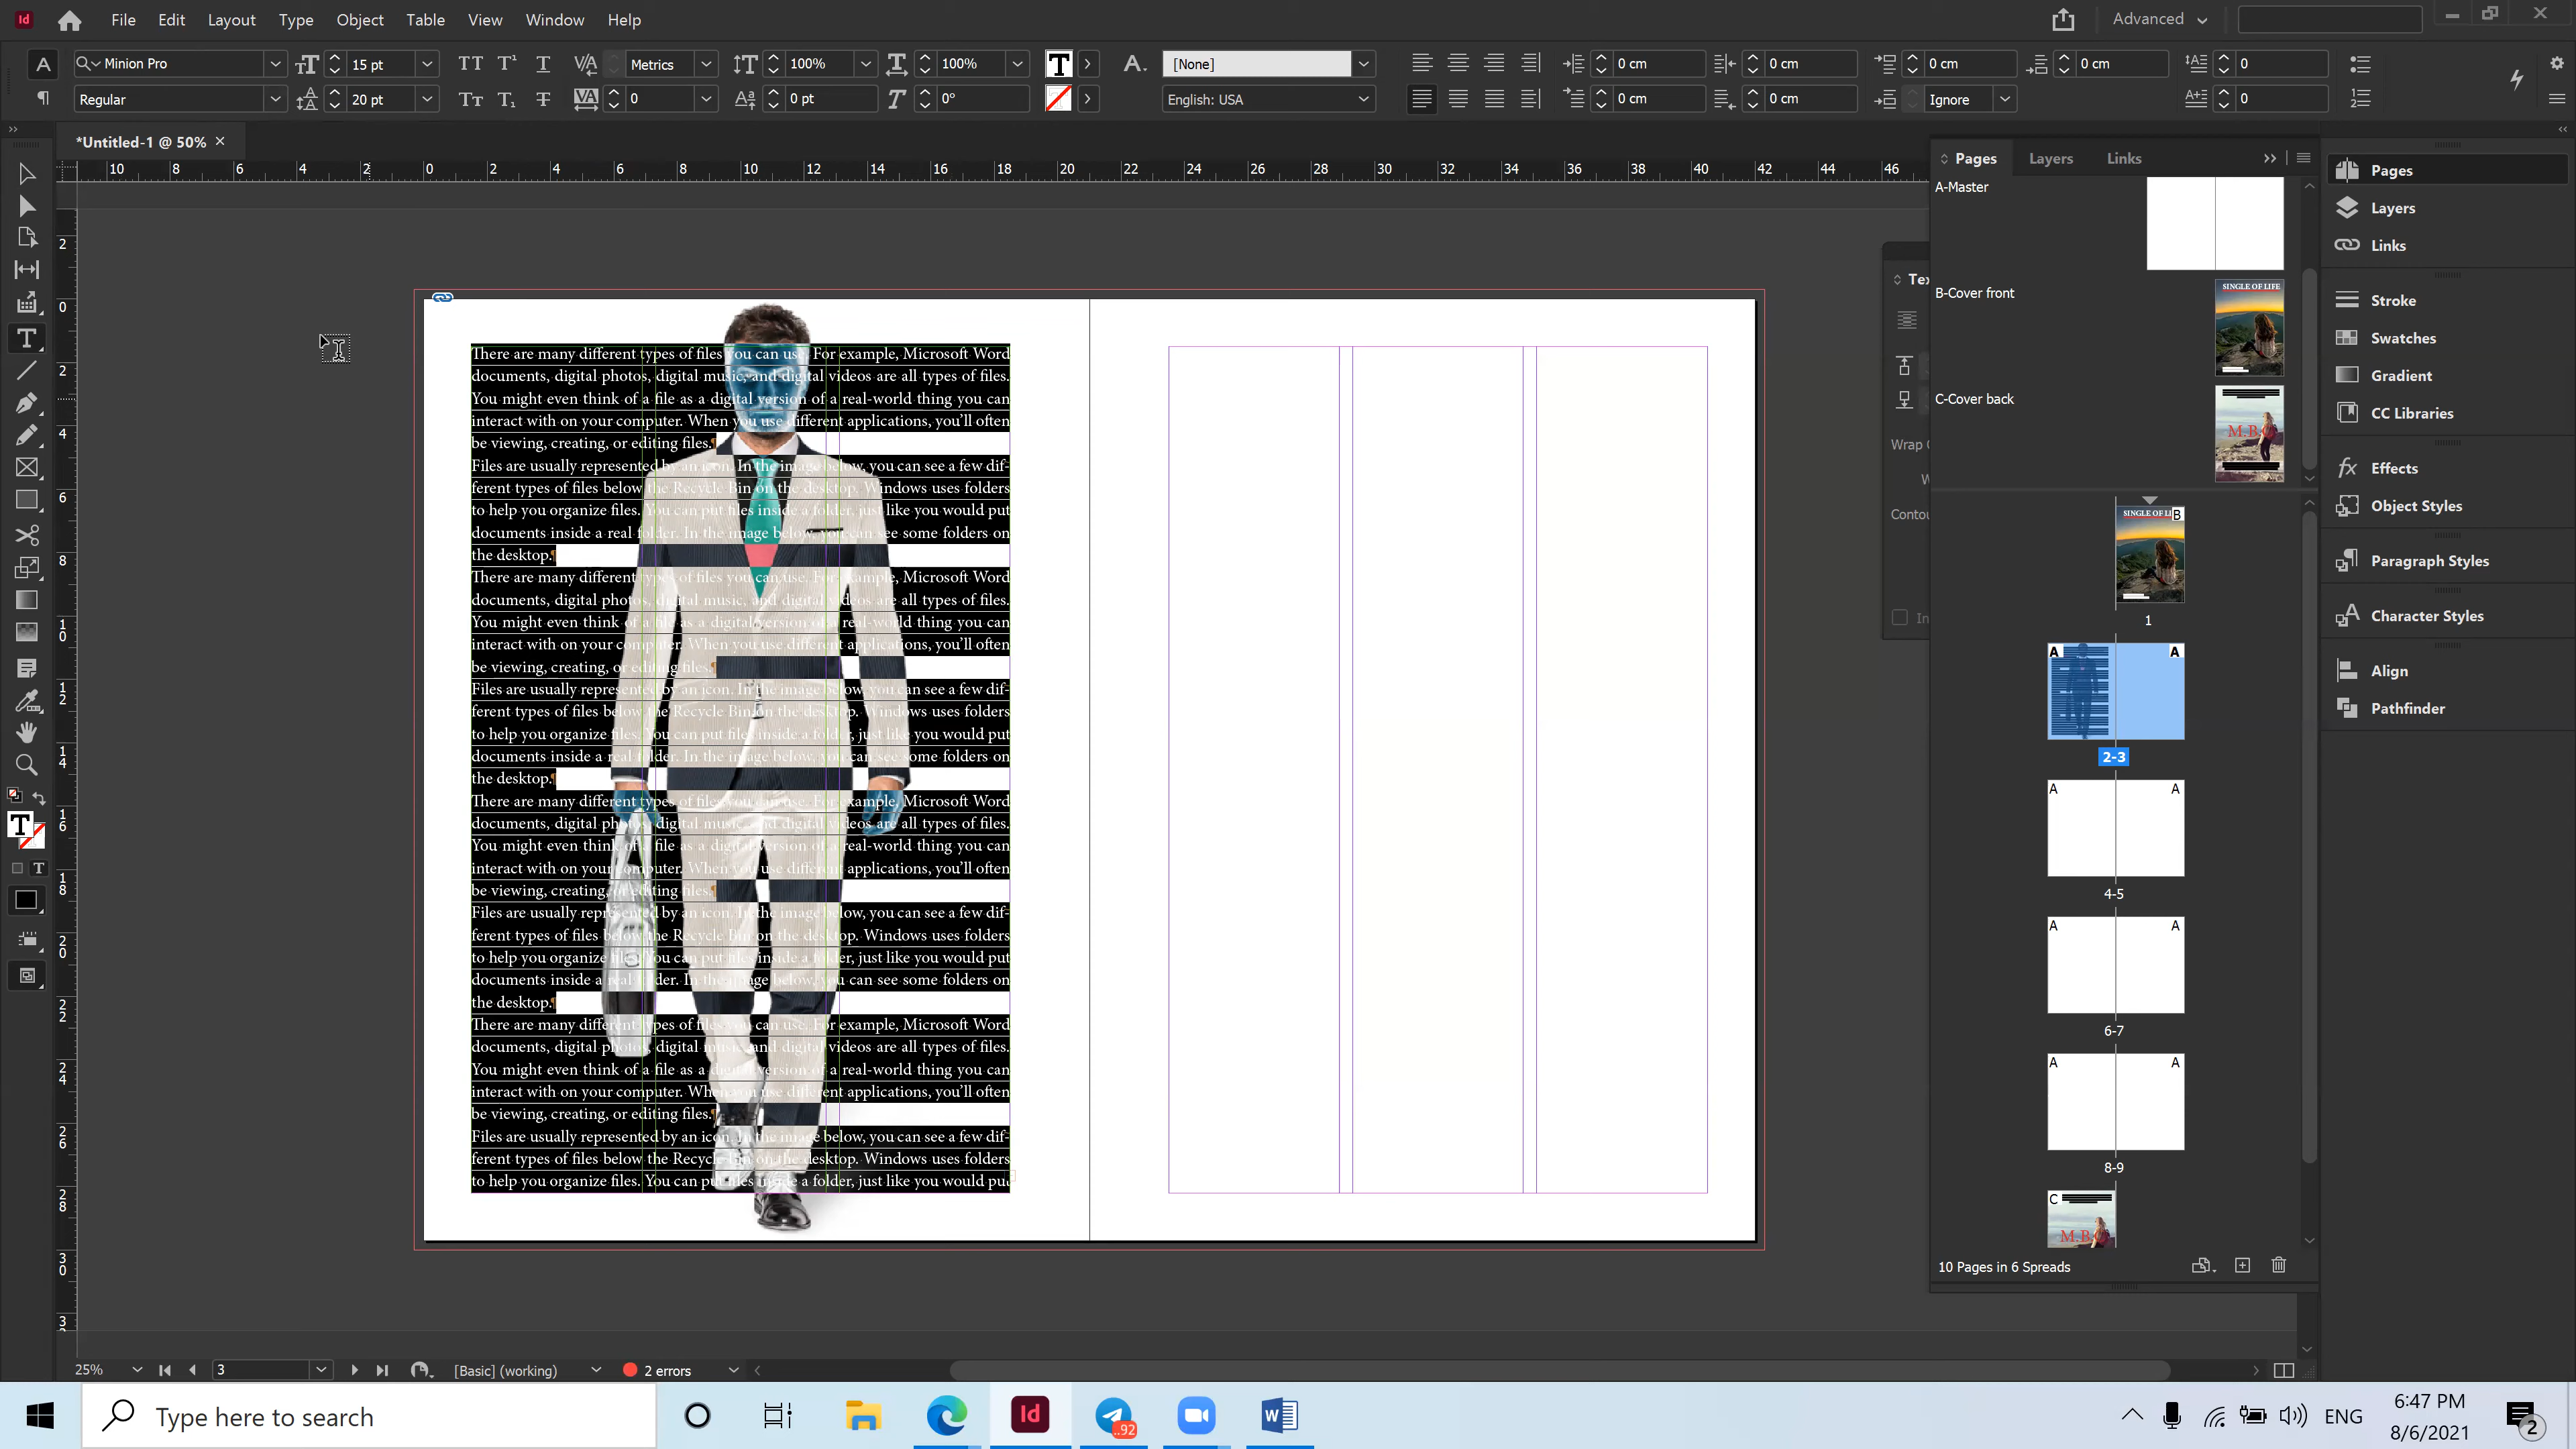 File Edit Layout Type Object Table View Window Help
Advanced
Minion Pro
15 pt
Metrics
100%
100%
[None]
0 cm
0 cm
0 cm
0 cm
0
Regular
20 pt
0
0 pt
0°
English: USA
0 cm
0 cm
Ignore
0
*Untitled-1 @ 50%
10 8 6 4 2 0 2 4 6 8 10 12 14 16 18 20 22 24 26 28 30 32 34 36 38 40 42 44 46
Pages Layers Links
A-Master
B-Cover front
SINGLE OF LIFE
C-Cover back
There are many different types of files you can use. For example, Microsoft Word
documents, digital photos, digital music, and digital videos are all types of files.
You might even think of a file as a digital version of a real-world thing you can
interact with on your computer. When you use different applications, you’ll often
be viewing, creating, or editing files.
Files are usually represented by an icon. In the image below, you can see a few dif-
ferent types of files below the Recycle Bin on the desktop. Windows uses folders
to help you organize files. You can put files inside a folder, just like you would put
documents inside a real folder. In the image below, you can see some folders on
the desktop.
There are many different types of files you can use. For example, Microsoft Word
documents, digital photos, digital music, and digital videos are all types of files.
You might even think of a file as a digital version of a real-world thing you can
interact with on your computer. When you use different applications, you’ll often
be viewing, creating, or editing files.
Files are usually represented by an icon. In the image below, you can see a few dif-
ferent types of files below the Recycle Bin on the desktop. Windows uses folders
to help you organize files. You can put files inside a folder, just like you would put
documents inside a real folder. In the image below, you can see some folders on
the desktop.
There are many different types of files you can use. For example, Microsoft Word
documents, digital photos, digital music, and digital videos are all types of files.
You might even think of a file as a digital version of a real-world thing you can
interact with on your computer. When you use different applications, you’ll often
be viewing, creating, or editing files.
Files are usually represented by an icon. In the image below, you can see a few dif-
ferent types of files below the Recycle Bin on the desktop. Windows uses folders
to help you organize files. You can put files inside a folder, just like you would put
documents inside a real folder. In the image below, you can see some folders on
the desktop.
There are many different types of files you can use. For example, Microsoft Word
documents, digital photos, digital music, and digital videos are all types of files.
You might even think of a file as a digital version of a real-world thing you can
interact with on your computer. When you use different applications, you’ll often
be viewing, creating, or editing files.
Files are usually represented by an icon. In the image below, you can see a few dif-
ferent types of files below the Recycle Bin on the desktop. Windows uses folders
to help you organize files. You can put files inside a folder, just like you would put
Tex
Wrap
Contou
In
B
1
A A
2-3
A A
4-5
A A
6-7
A A
8-9
C
10 Pages in 6 Spreads
Pages
Layers
Links
Stroke
Swatches
Gradient
CC Libraries
Effects
Object Styles
Paragraph Styles
Character Styles
Align
Pathfinder
25%
3
[Basic] (working)
2 errors
Type here to search
Id
..92
ENG
6:47 PM
8/6/2021
2